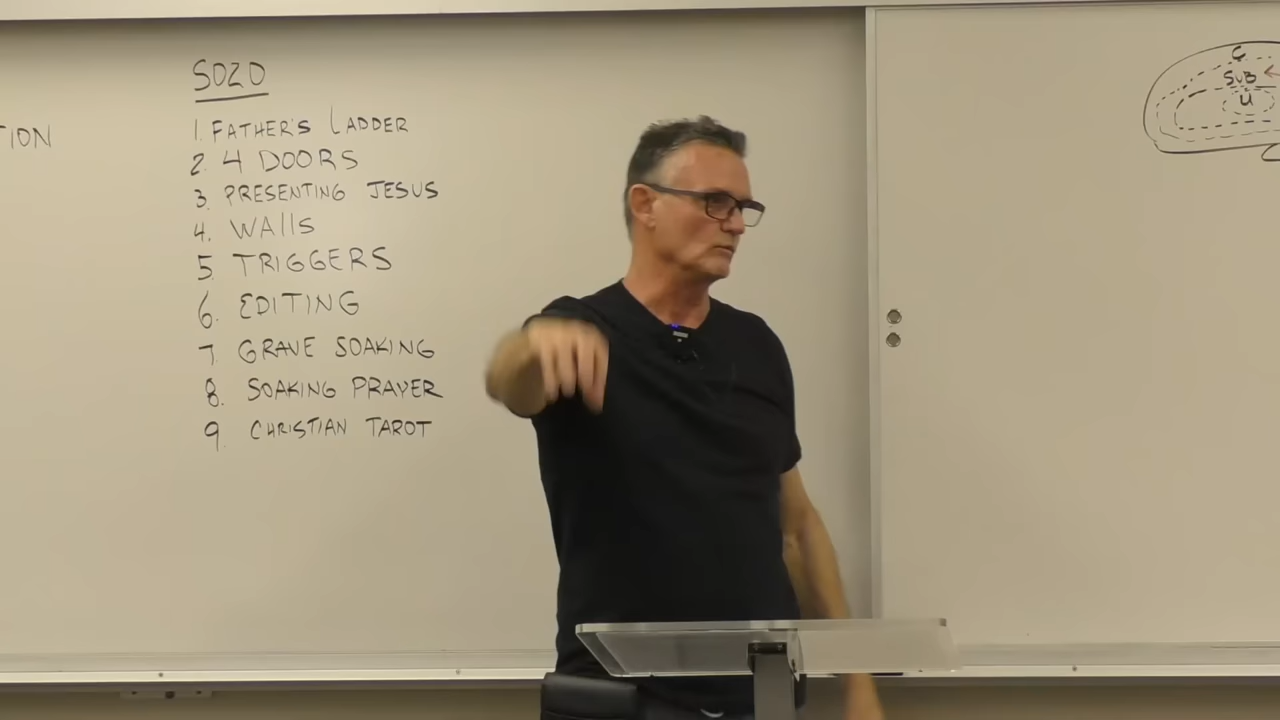 TION
SOZO
1. FATHER'S LADDER
2. 4 DOORS
3. PRESENTING JESUS
4. WAllS
5. TRIGGERS
6. EDITING
7. GRAVE SOAKING
8. SOAKING PRAYER
9. CHRISTIAN TAROT
C
SUB
U